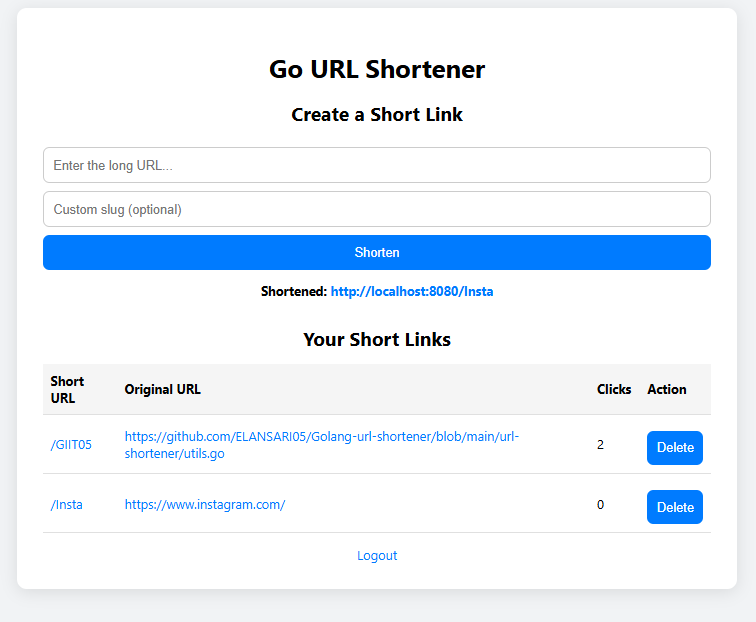 Go URL Shortener
Create a Short Link
Enter the long URL...
Custom slug (optional)
Shorten
Shortened: http://localhost:8080/Insta
Your Short Links
Short URL Original URL Clicks Action
/GIIT05 https://github.com/ELANSARI05/Golang-url-shortener/blob/main/url-shortener/utils.go 2 Delete
/Insta https://www.instagram.com/ 0 Delete
Logout